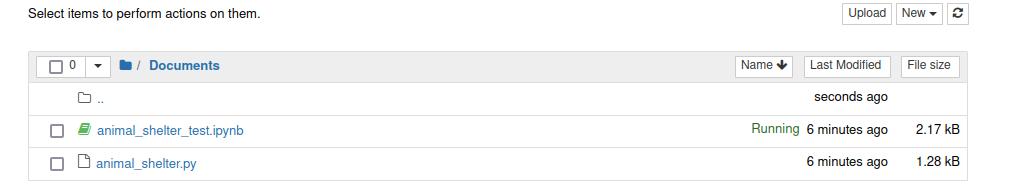 Select items to perform actions on them. Upload New
0 / Documents Name Last Modified File size
.. seconds ago
animal_shelter_test.ipynb Running 6 minutes ago 2.17 kB
animal_shelter.py 6 minutes ago 1.28 kB